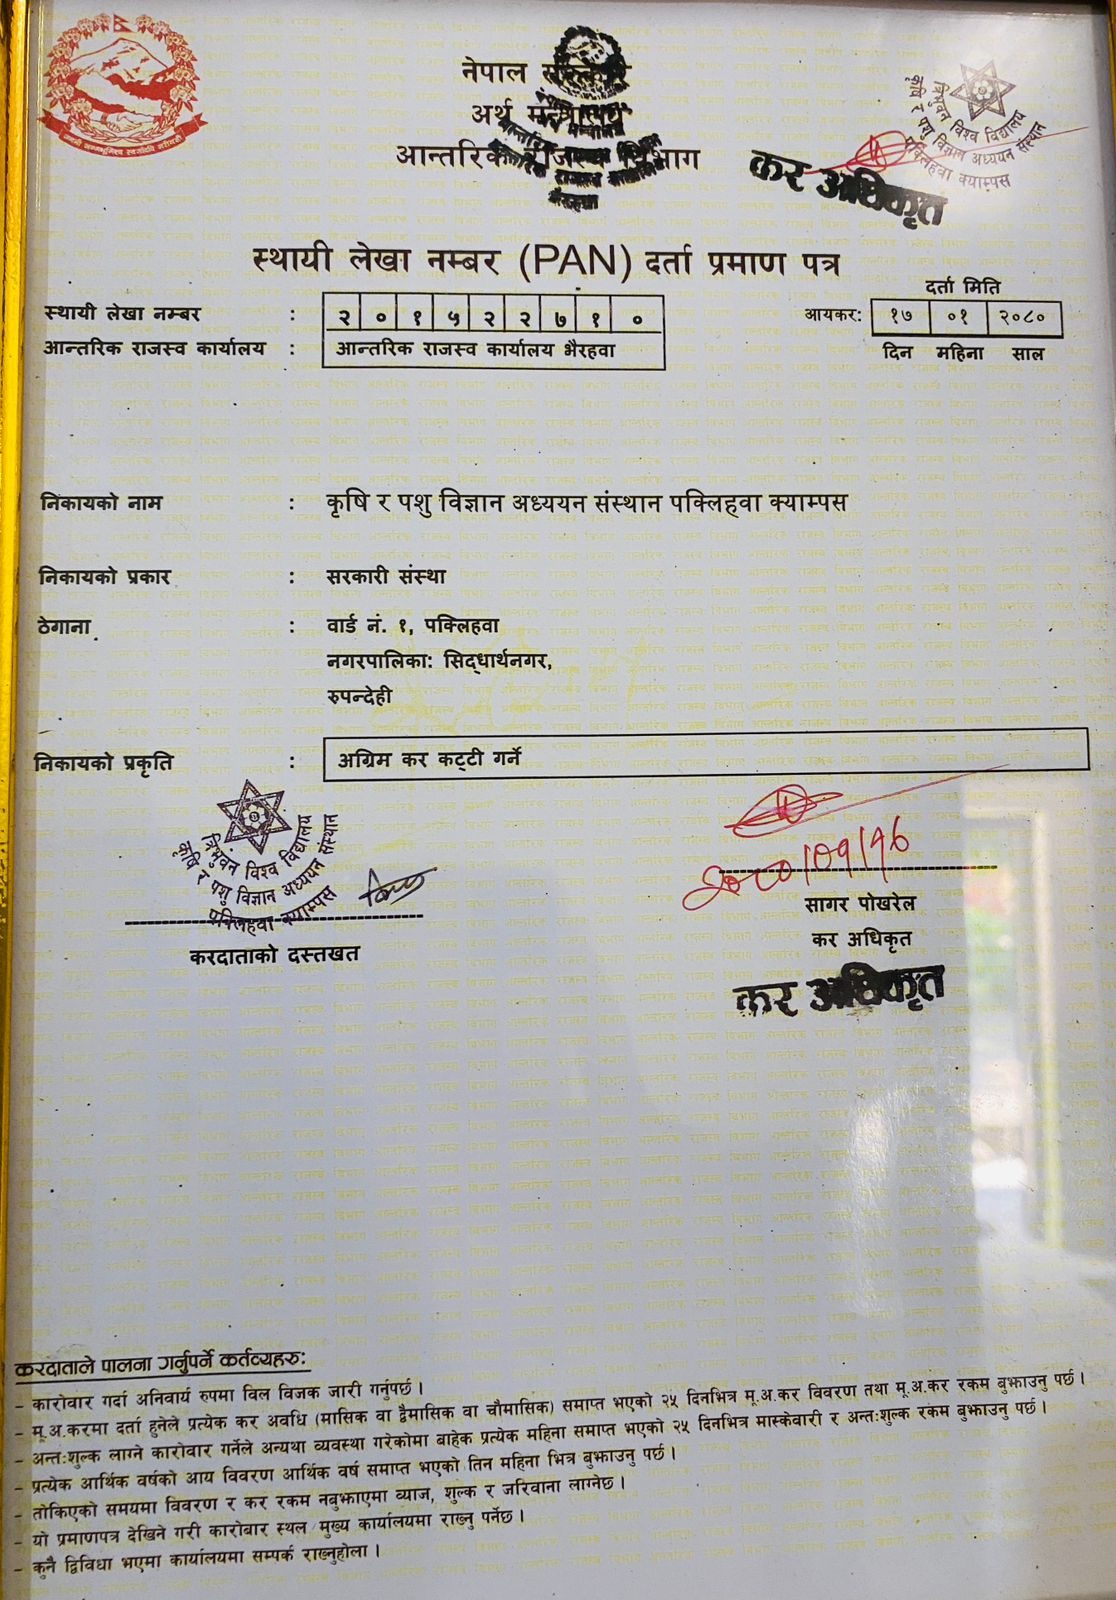 नेपाल सरकार
अर्थ मन्त्रालय
आन्तरिक राजस्व विभाग
त्रिभुवन विश्व विद्यालय
कृषि र पशु विज्ञान अध्ययन संस्थान
पक्लिहवा क्याम्पस
कर अधिकृत
स्थायी लेखा नम्बर (PAN) दर्ता प्रमाण पत्र
दर्ता मिति
स्थायी लेखा नम्बर : २ ० १ ५ २ २ ७ १ ० आयकर: १७ ०१ २०८०
आन्तरिक राजस्व कार्यालय : आन्तरिक राजस्व कार्यालय भैरहवा दिन महिना साल
निकायको नाम : कृषि र पशु विज्ञान अध्ययन संस्थान पक्लिहवा क्याम्पस
निकायको प्रकार : सरकारी संस्था
ठेगाना : वार्ड नं. १, पक्लिहवा
नगरपालिका: सिद्धार्थनगर,
रुपन्देही
निकायको प्रकृति : अग्रिम कर कट्टी गर्ने
त्रिभुवन विश्व विद्यालय
कृषि र पशु विज्ञान अध्ययन संस्थान
पक्लिहवा क्याम्पस
करदाताको दस्तखत
सागर पोखरेल
कर अधिकृत
कर अधिकृत
करदाताले पालना गर्नुपर्ने कर्तव्यहरु:
- कारोवार गर्दा अनिवार्य रुपमा विल विजक जारी गर्नुपर्छ ।
- मू.अ.करमा दर्ता हुनेले प्रत्येक कर अवधि (मासिक वा द्वैमासिक वा चौमासिक) समाप्त भएको २५ दिनभित्र मू.अ.कर विवरण तथा मू.अ.कर रकम बुझाउनु पर्छ ।
- अन्त:शुल्क लाग्ने कारोवार गर्नेले अन्यथा व्यवस्था गरेकोमा बाहेक प्रत्येक महिना समाप्त भएको २५ दिनभित्र मास्केवारी र अन्त:शुल्क रकम बुझाउनु पर्छ ।
- प्रत्येक आर्थिक वर्षको आय विवरण आर्थिक वर्ष समाप्त भएको तिन महिना भित्र बुझाउनु पर्छ ।
- तोकिएको समयमा विवरण र कर रकम नबुझाएमा व्याज, शुल्क र जरिवाना लाग्नेछ ।
- यो प्रमाणपत्र देखिने गरी कारोबार स्थल मुख्य कार्यालयमा राख्नु पर्नेछ ।
- कुनै द्विविधा भएमा कार्यालयमा सम्पर्क राख्नुहोला ।